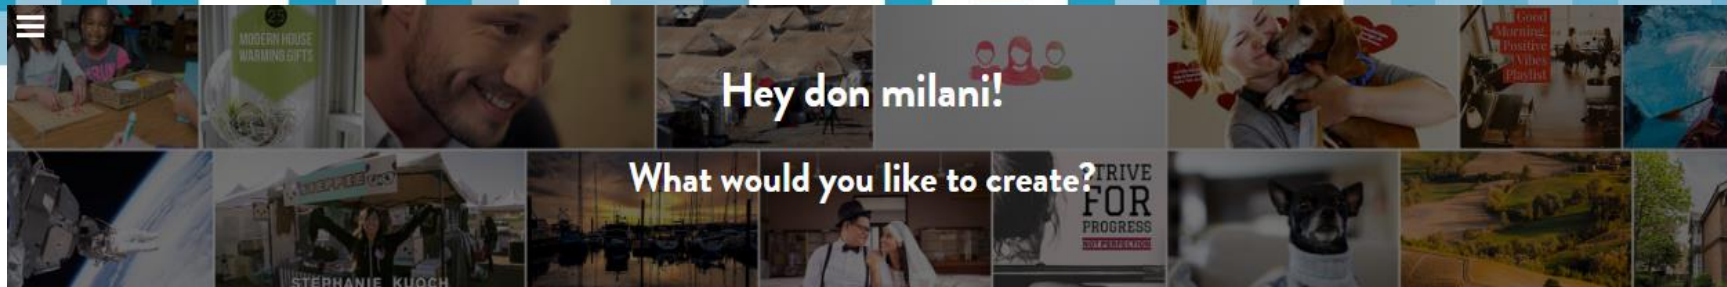 25
MODERN HOUSE
WARMING GIFTS
Good
Morning,
Positive
Vibes
Playlist
Hey don milani!
What would you like to create?
STRIVE
FOR
PROGRESS
NOT PERFECTION
STEPHANIE KUOCH